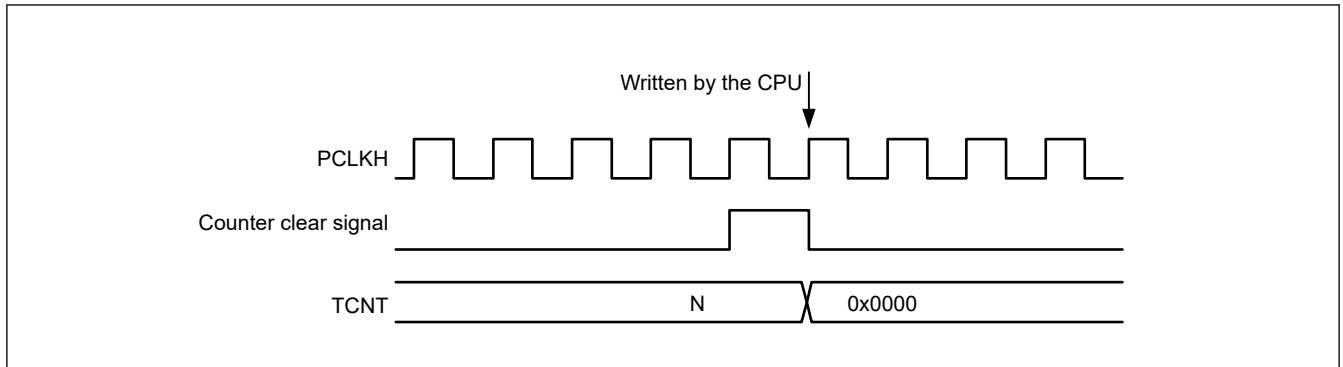 Written by the CPU
PCLKH
Counter clear signal
TCNT
N
0x0000